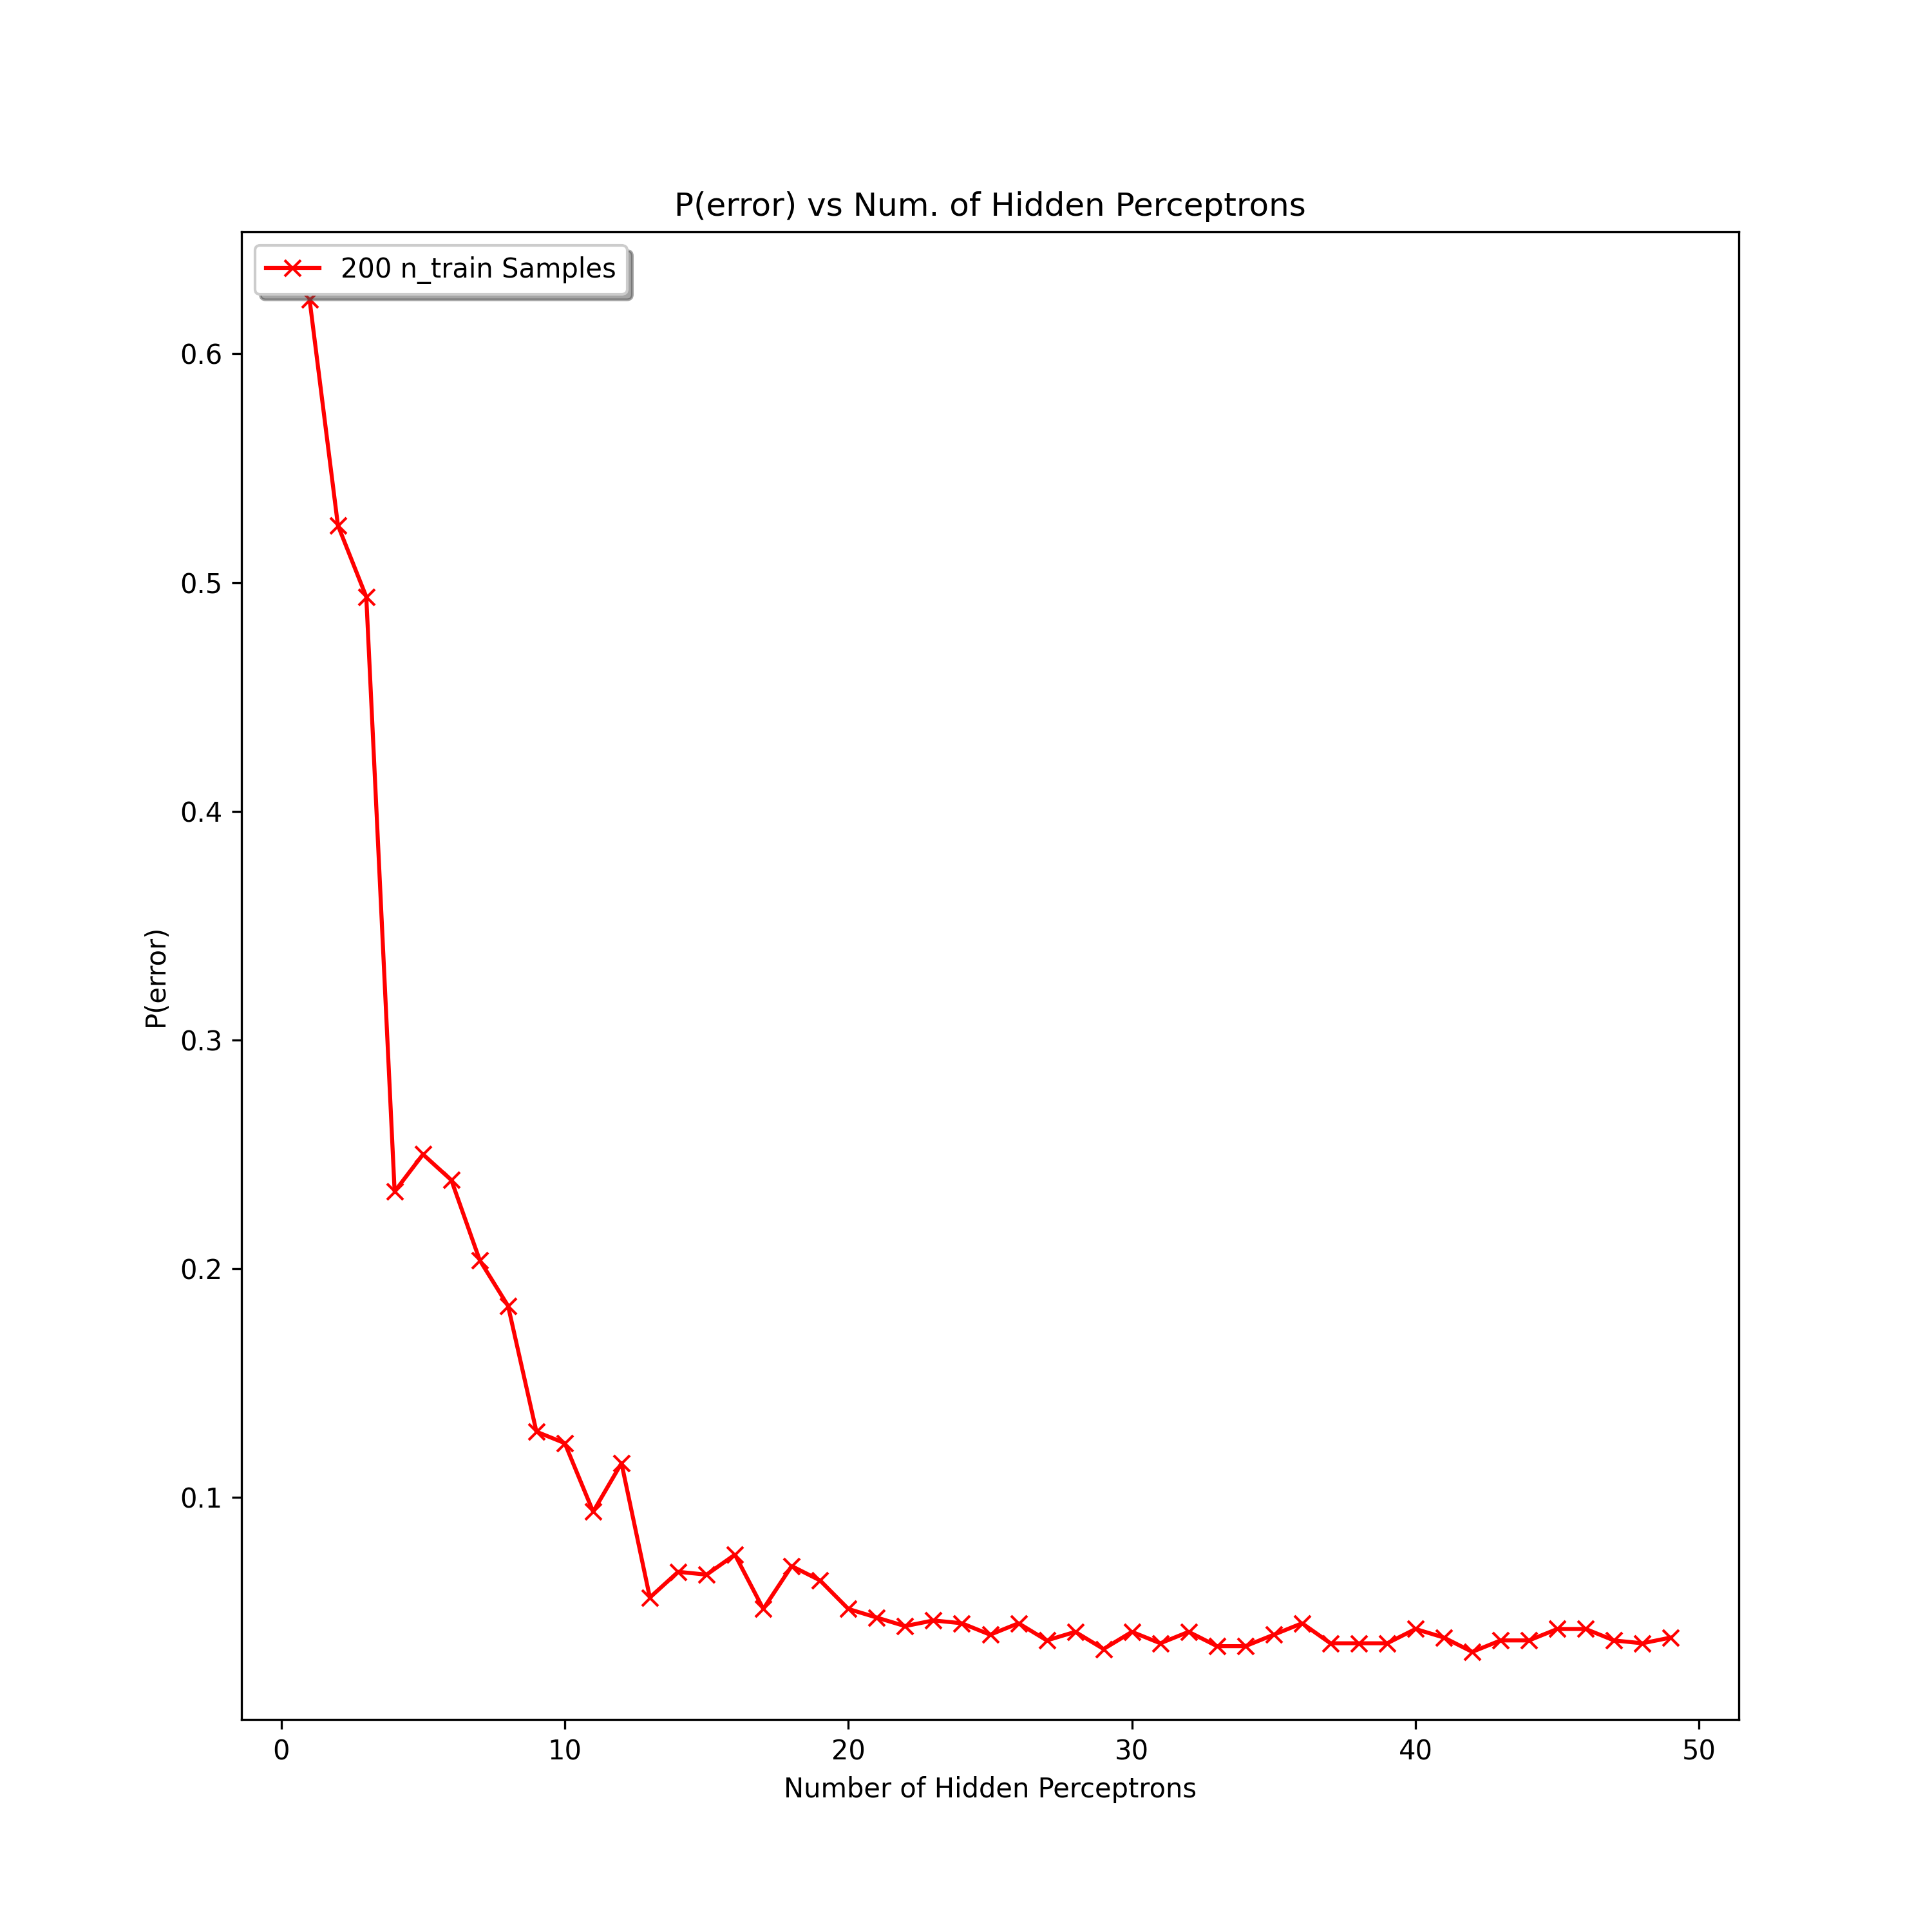 P(error) vs Num. of Hidden Perceptrons
200 n_train Samples
P(error)
0.6
0.5
0.4
0.3
0.2
0.1
0 10 20 30 40 50
Number of Hidden Perceptrons